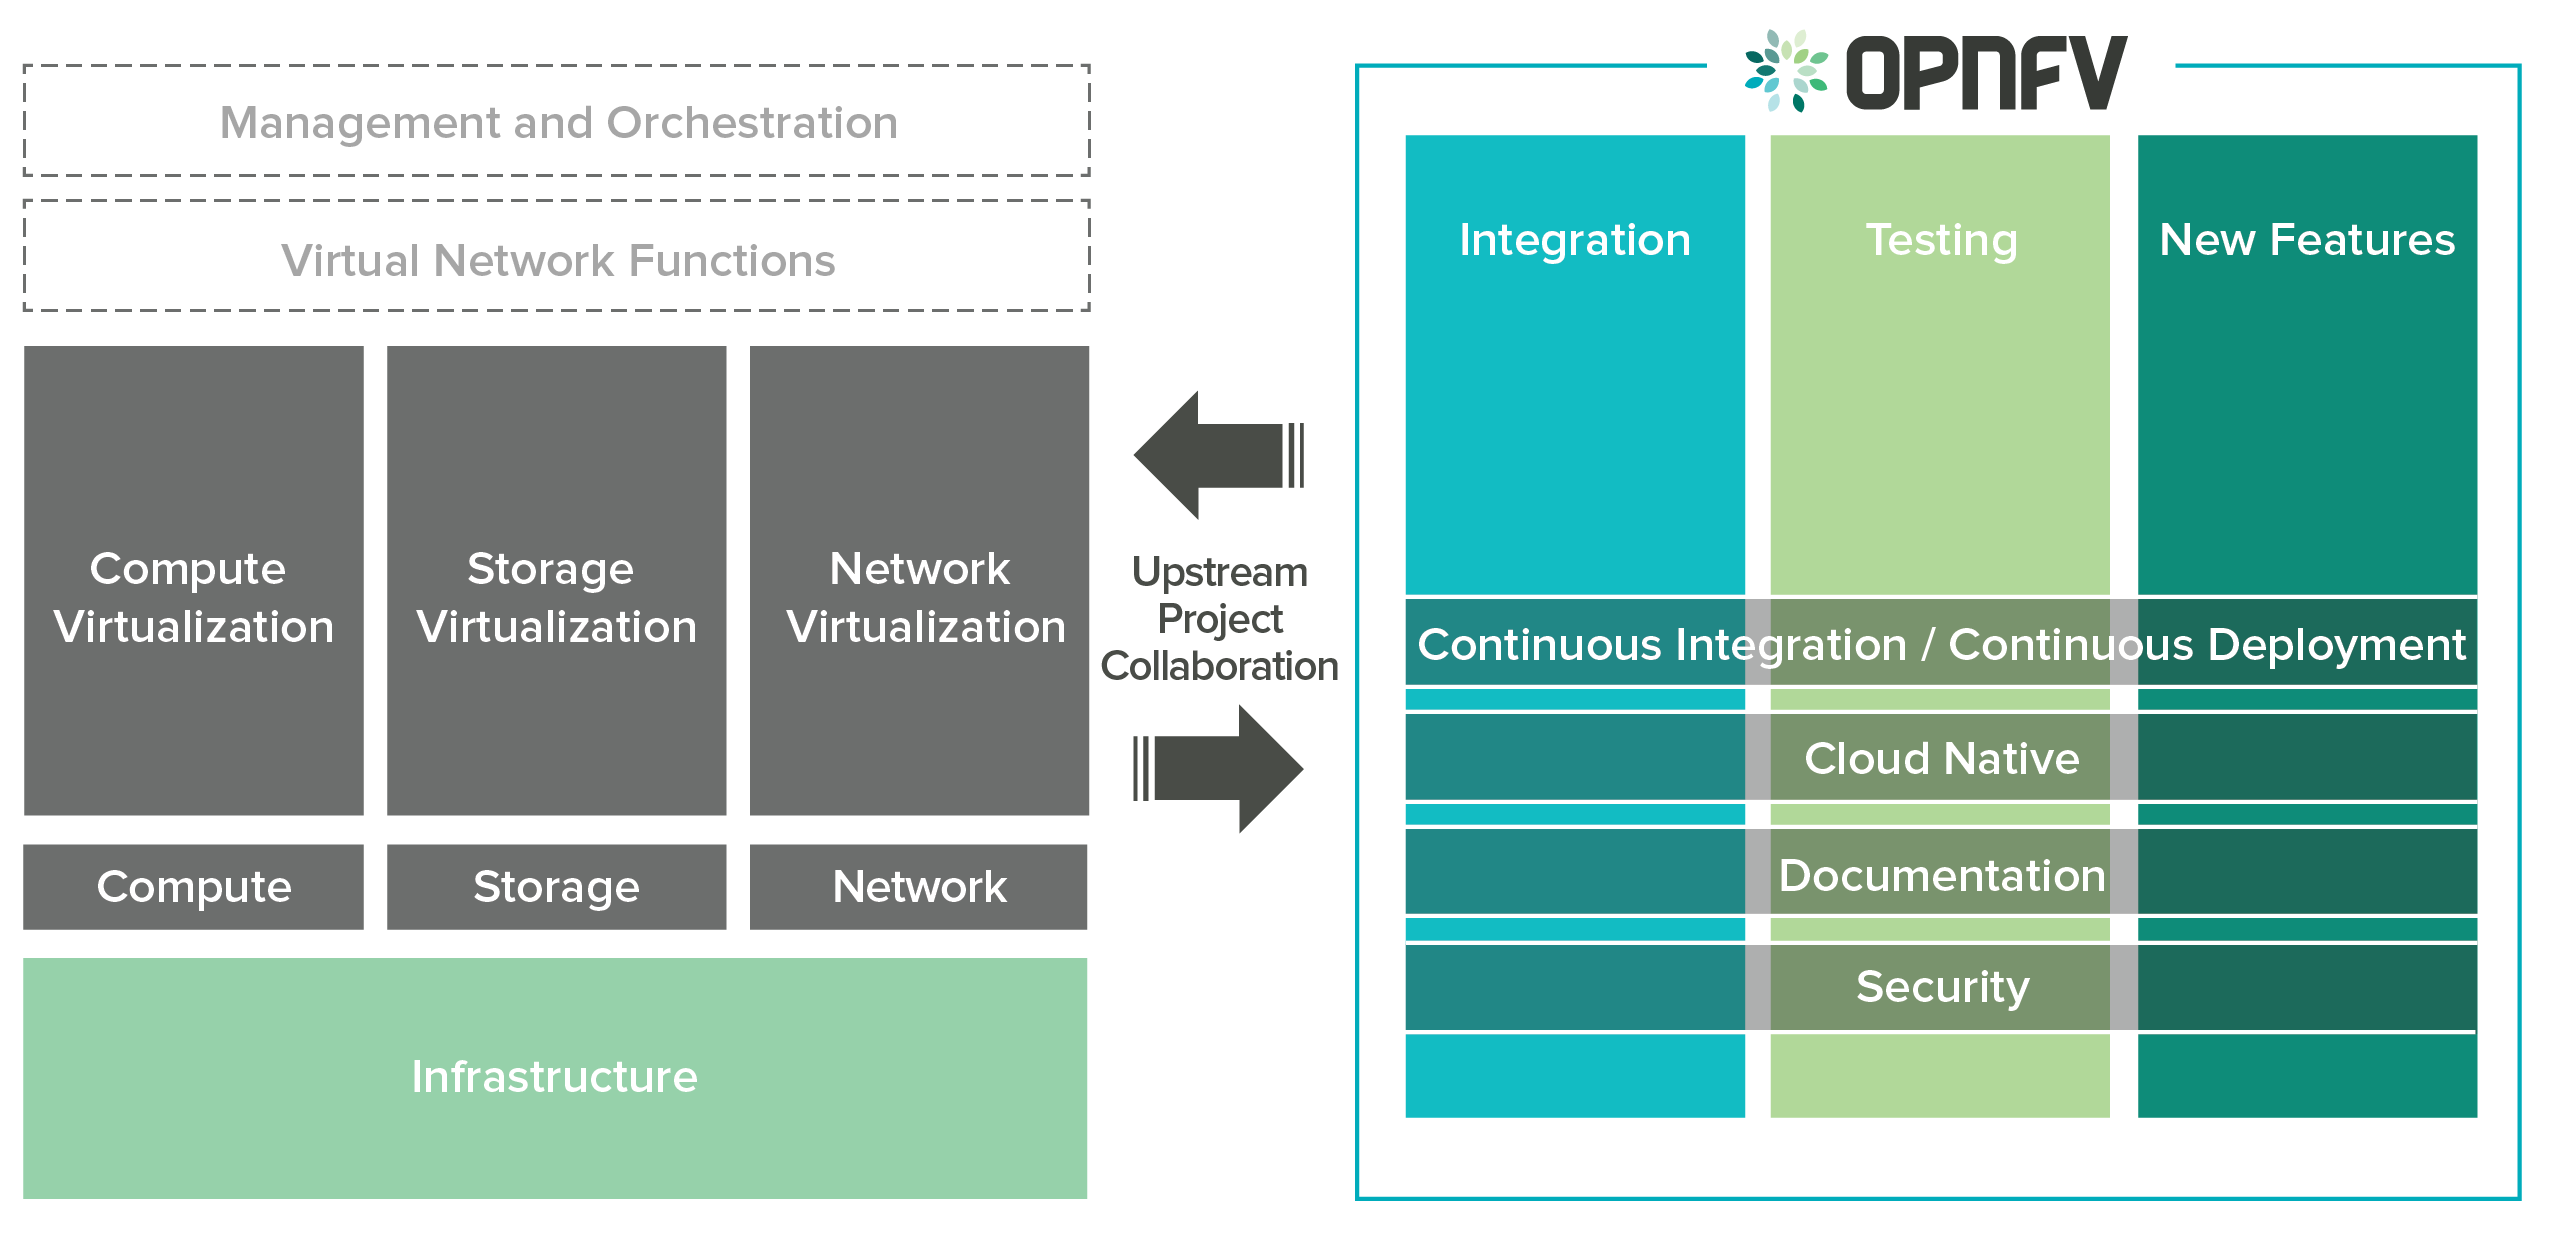 Management and Orchestration
Virtual Network Functions
Compute
Virtualization
Storage
Virtualization
Network
Virtualization
Compute
Storage
Network
Infrastructure
Upstream
Project
Collaboration
OPNFV
Integration
Testing
New Features
Continuous Integration / Continuous Deployment
Cloud Native
Documentation
Security